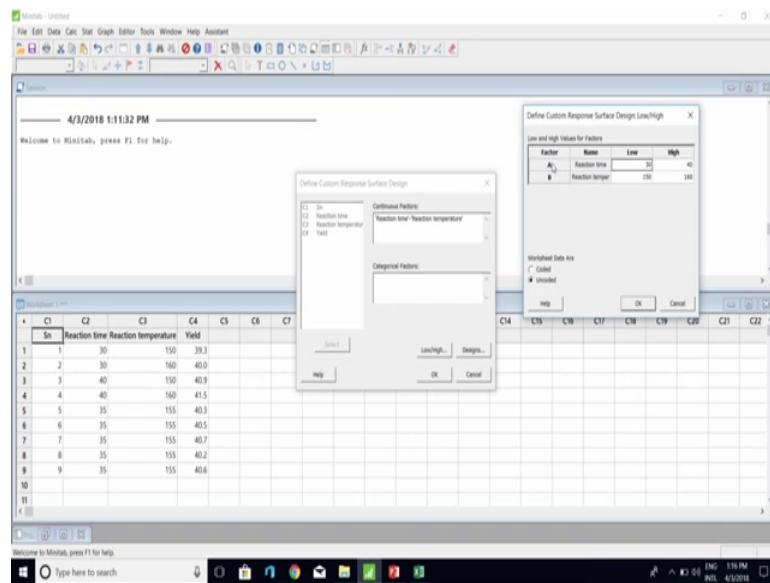 Minitab - Untitled
File Edit Data Calc Stat Graph Editor Tools Window Help Assistant
Session
4/3/2018 1:11:32 PM
Welcome to Minitab, press F1 for help.
Define Custom Response Surface Design: Low/High X
Low and High Values for Factors
Factor Name Low High
A Reaction time 30 40
B Reaction temper 150 160
Worksheet Data Are
Coded
Uncoded
Help OK Cancel
Define Custom Response Surface Design X
C1 Sn
C2 Reaction time
C3 Reaction temperatur
C4 Yield
Continuous Factors:
'Reaction time'-'Reaction temperature'
Categorical Factors:
Select
Low/High... Designs...
Help OK Cancel
Worksheet 1 ***
C1 C2 C3 C4 C5 C6 C7 C14 C15 C16 C17 C18 C19 C20 C21 C22
Sn Reaction time Reaction temperature Yield
1 1 30 150 39.3
2 2 30 160 40.0
3 3 40 150 40.9
4 4 40 160 41.5
5 5 35 155 40.3
6 6 35 155 40.5
7 7 35 155 40.7
8 8 35 155 40.2
9 9 35 155 40.6
10
11
Welcome to Minitab, press F1 for help.
Type here to search
ENG 1:16 PM
INTL 4/3/2018